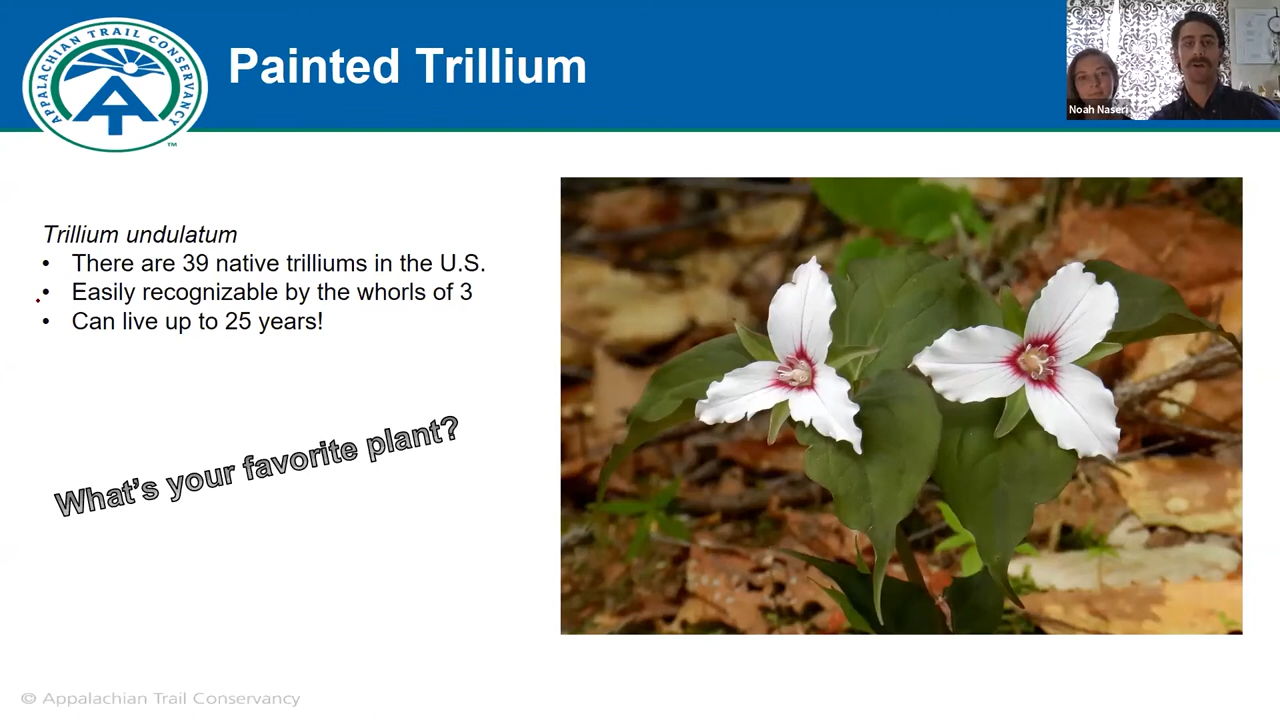 APPALACHIAN TRAIL CONSERVANCY
TM
Painted Trillium
Noah Naseri
Trillium undulatum
• There are 39 native trilliums in the U.S.
• Easily recognizable by the whorls of 3
• Can live up to 25 years!
What's your favorite plant?
© Appalachian Trail Conservancy